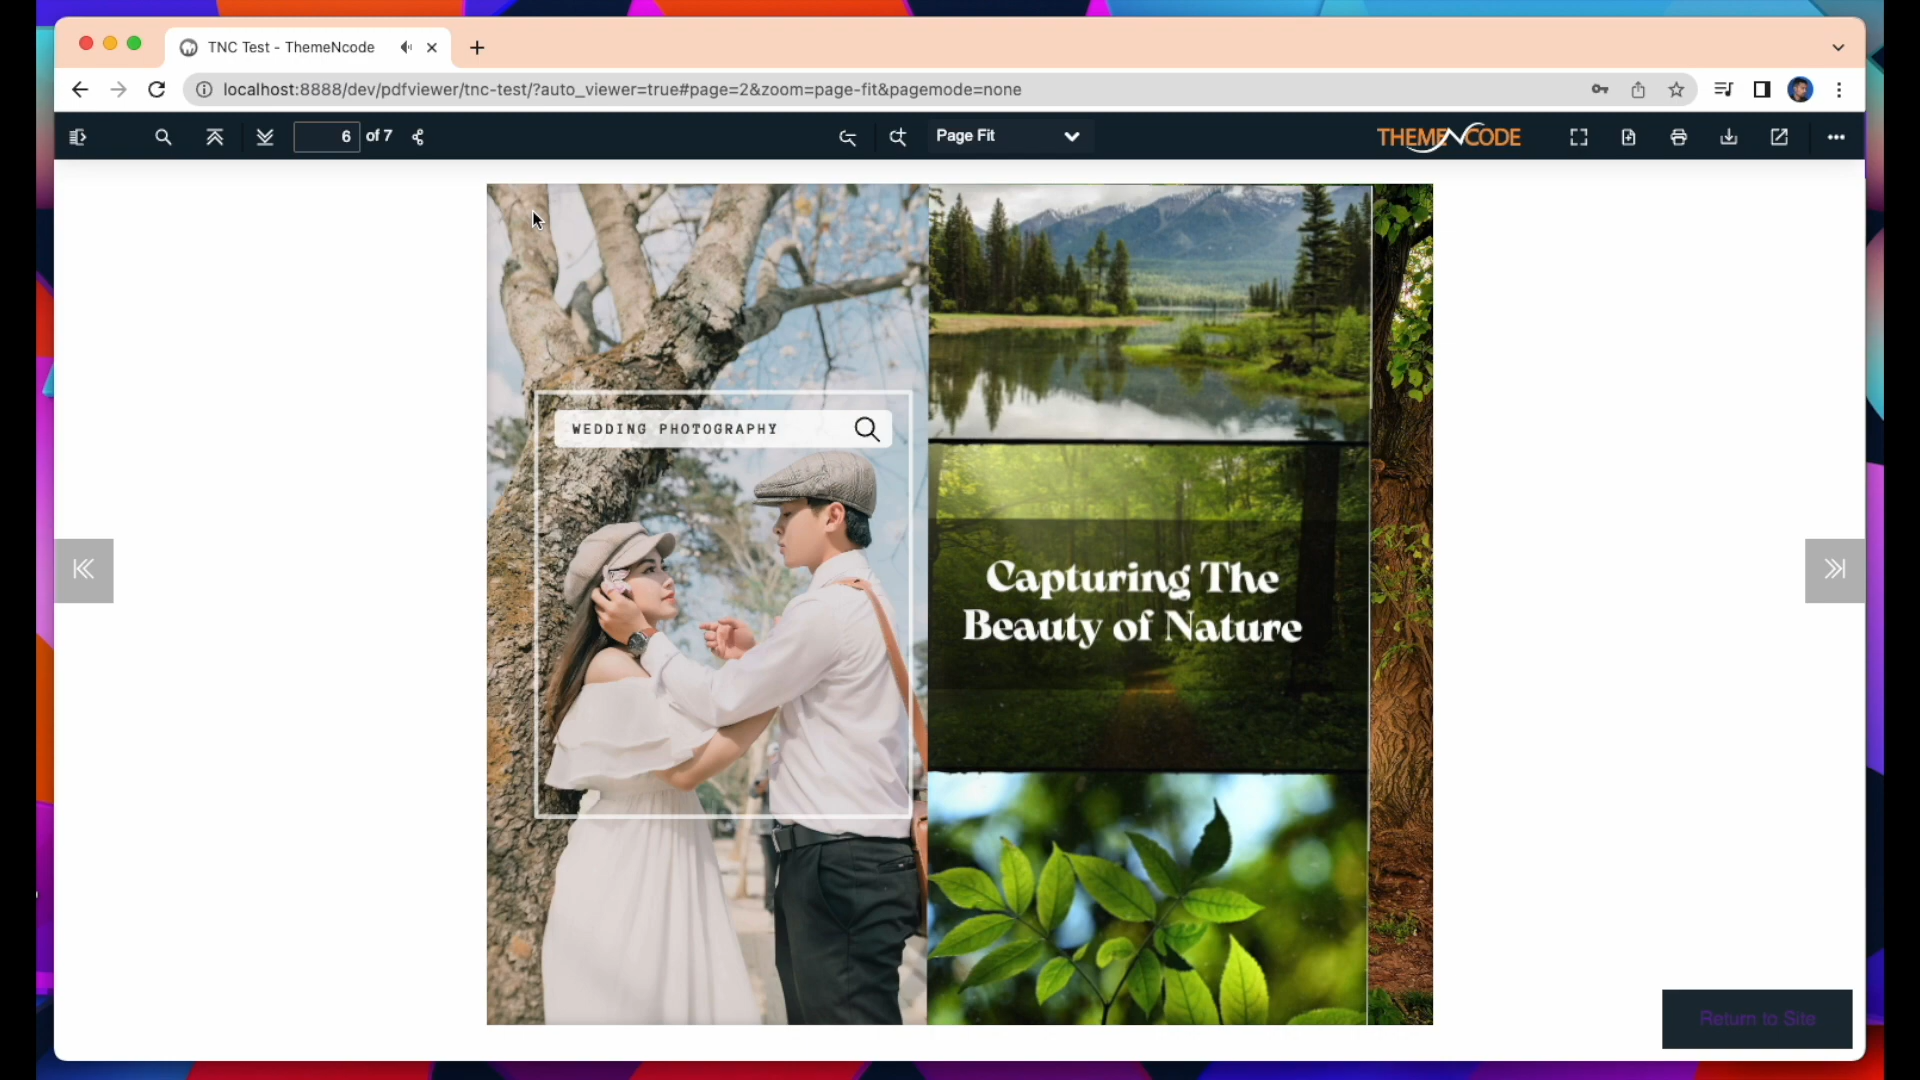 TNC Test - ThemeNcode
localhost:8888/dev/pdfviewer/tnc-test/?auto_viewer=true#page=2&zoom=page-fit&pagemode=none
6 of 7
Page Fit
THEMENCODE
WEDDING PHOTOGRAPHY
Capturing The
Beauty of Nature
Return to Site